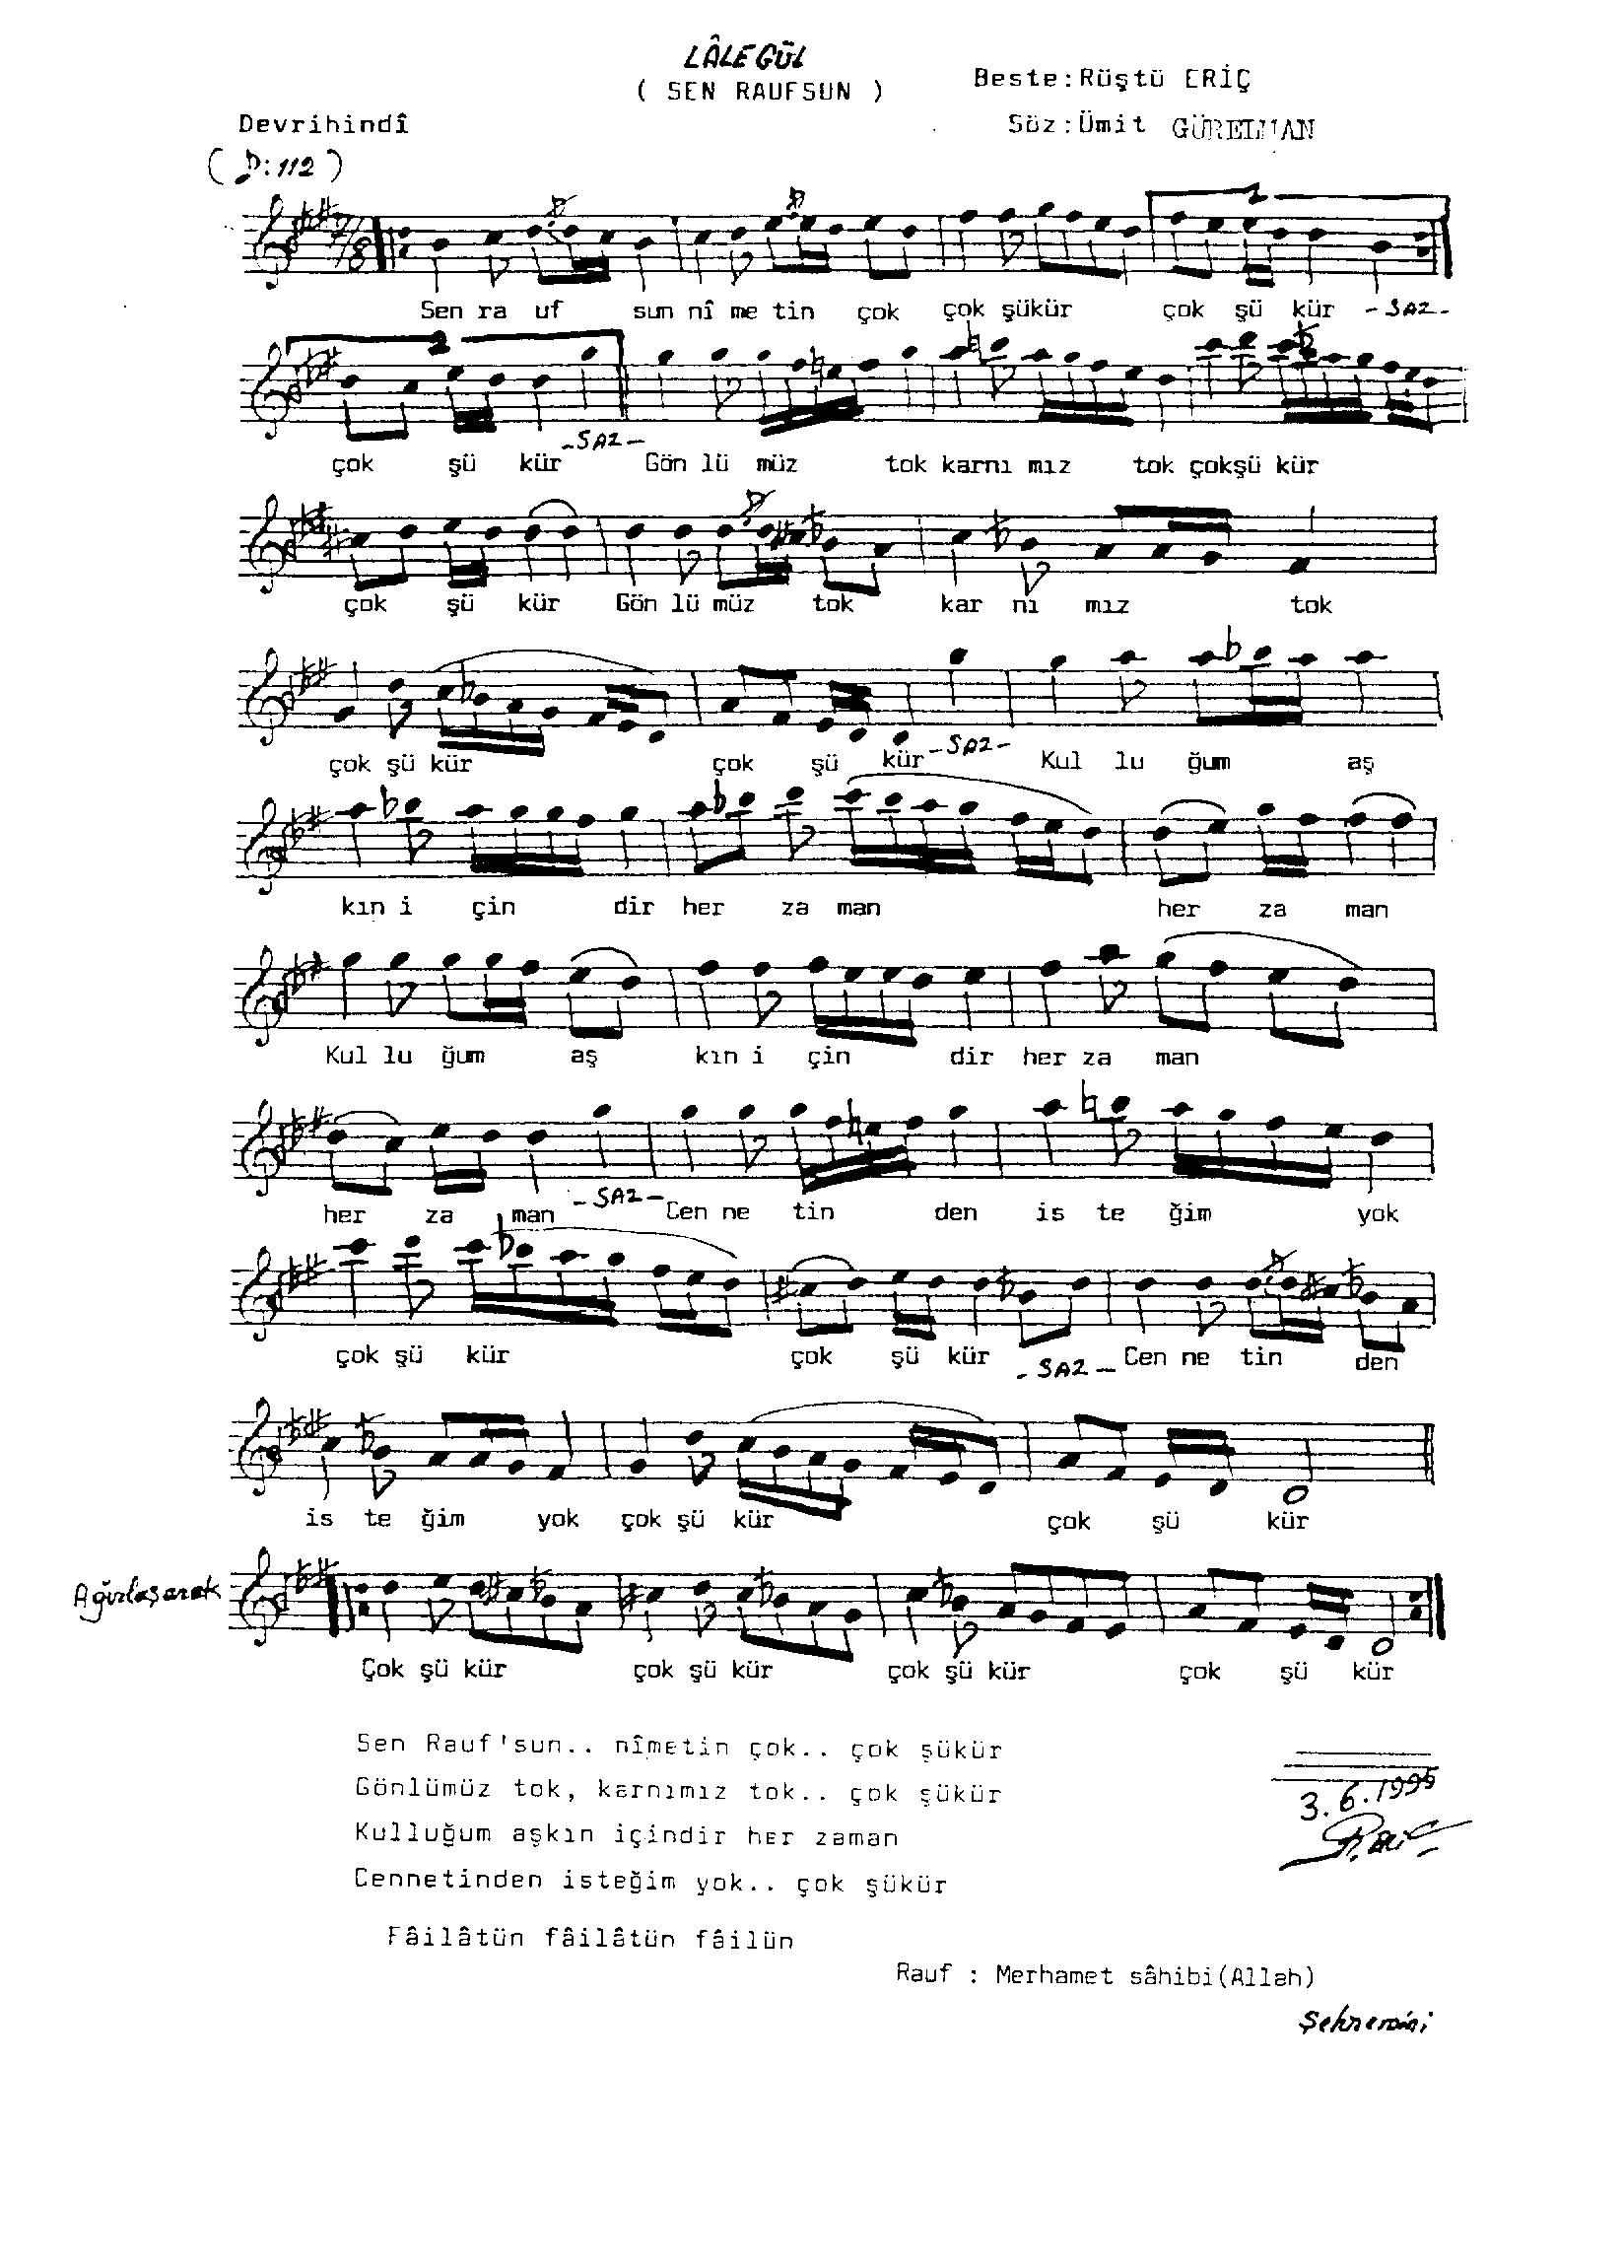 LÂLEGÜL
( SEN RAUFSUN )
Beste:Rüştü ERİÇ
Devrihindî
Söz:Ümit GÜRELMAN
( ♪:112 )
7/8
2
Sen ra uf sun nî me tin çok çok şükür çok şü kür -SAZ-
2
çok şü kür -SAZ- Gön lü müz tok karnı mız tok çokşü kür
çok şü kür Gön lü müz tok kar nı mız tok
çok şü kür çok şü kür -SAZ- Kul lu ğum aş
kın i çin dir her za man her za man
Kul lu ğum aş kın i çin dir her za man
her za man -SAZ- Cen ne tin den is te ğim yok
çok şü kür çok şü kür -SAZ- Cen ne tin den
is te ğim yok çok şü kür çok şü kür
Ağırlaşarak
Çok şü kür çok şü kür çok şü kür çok şü kür
Sen Rauf'sun.. nîmetin çok.. çok şükür
Gönlümüz tok, karnımız tok.. çok şükür
Kulluğum aşkın içindir her zaman
Cennetinden isteğim yok.. çok şükür
3.6.1995
Fâilâtün fâilâtün fâilün
Rauf : Merhamet sâhibi(Allah)
Şehremini